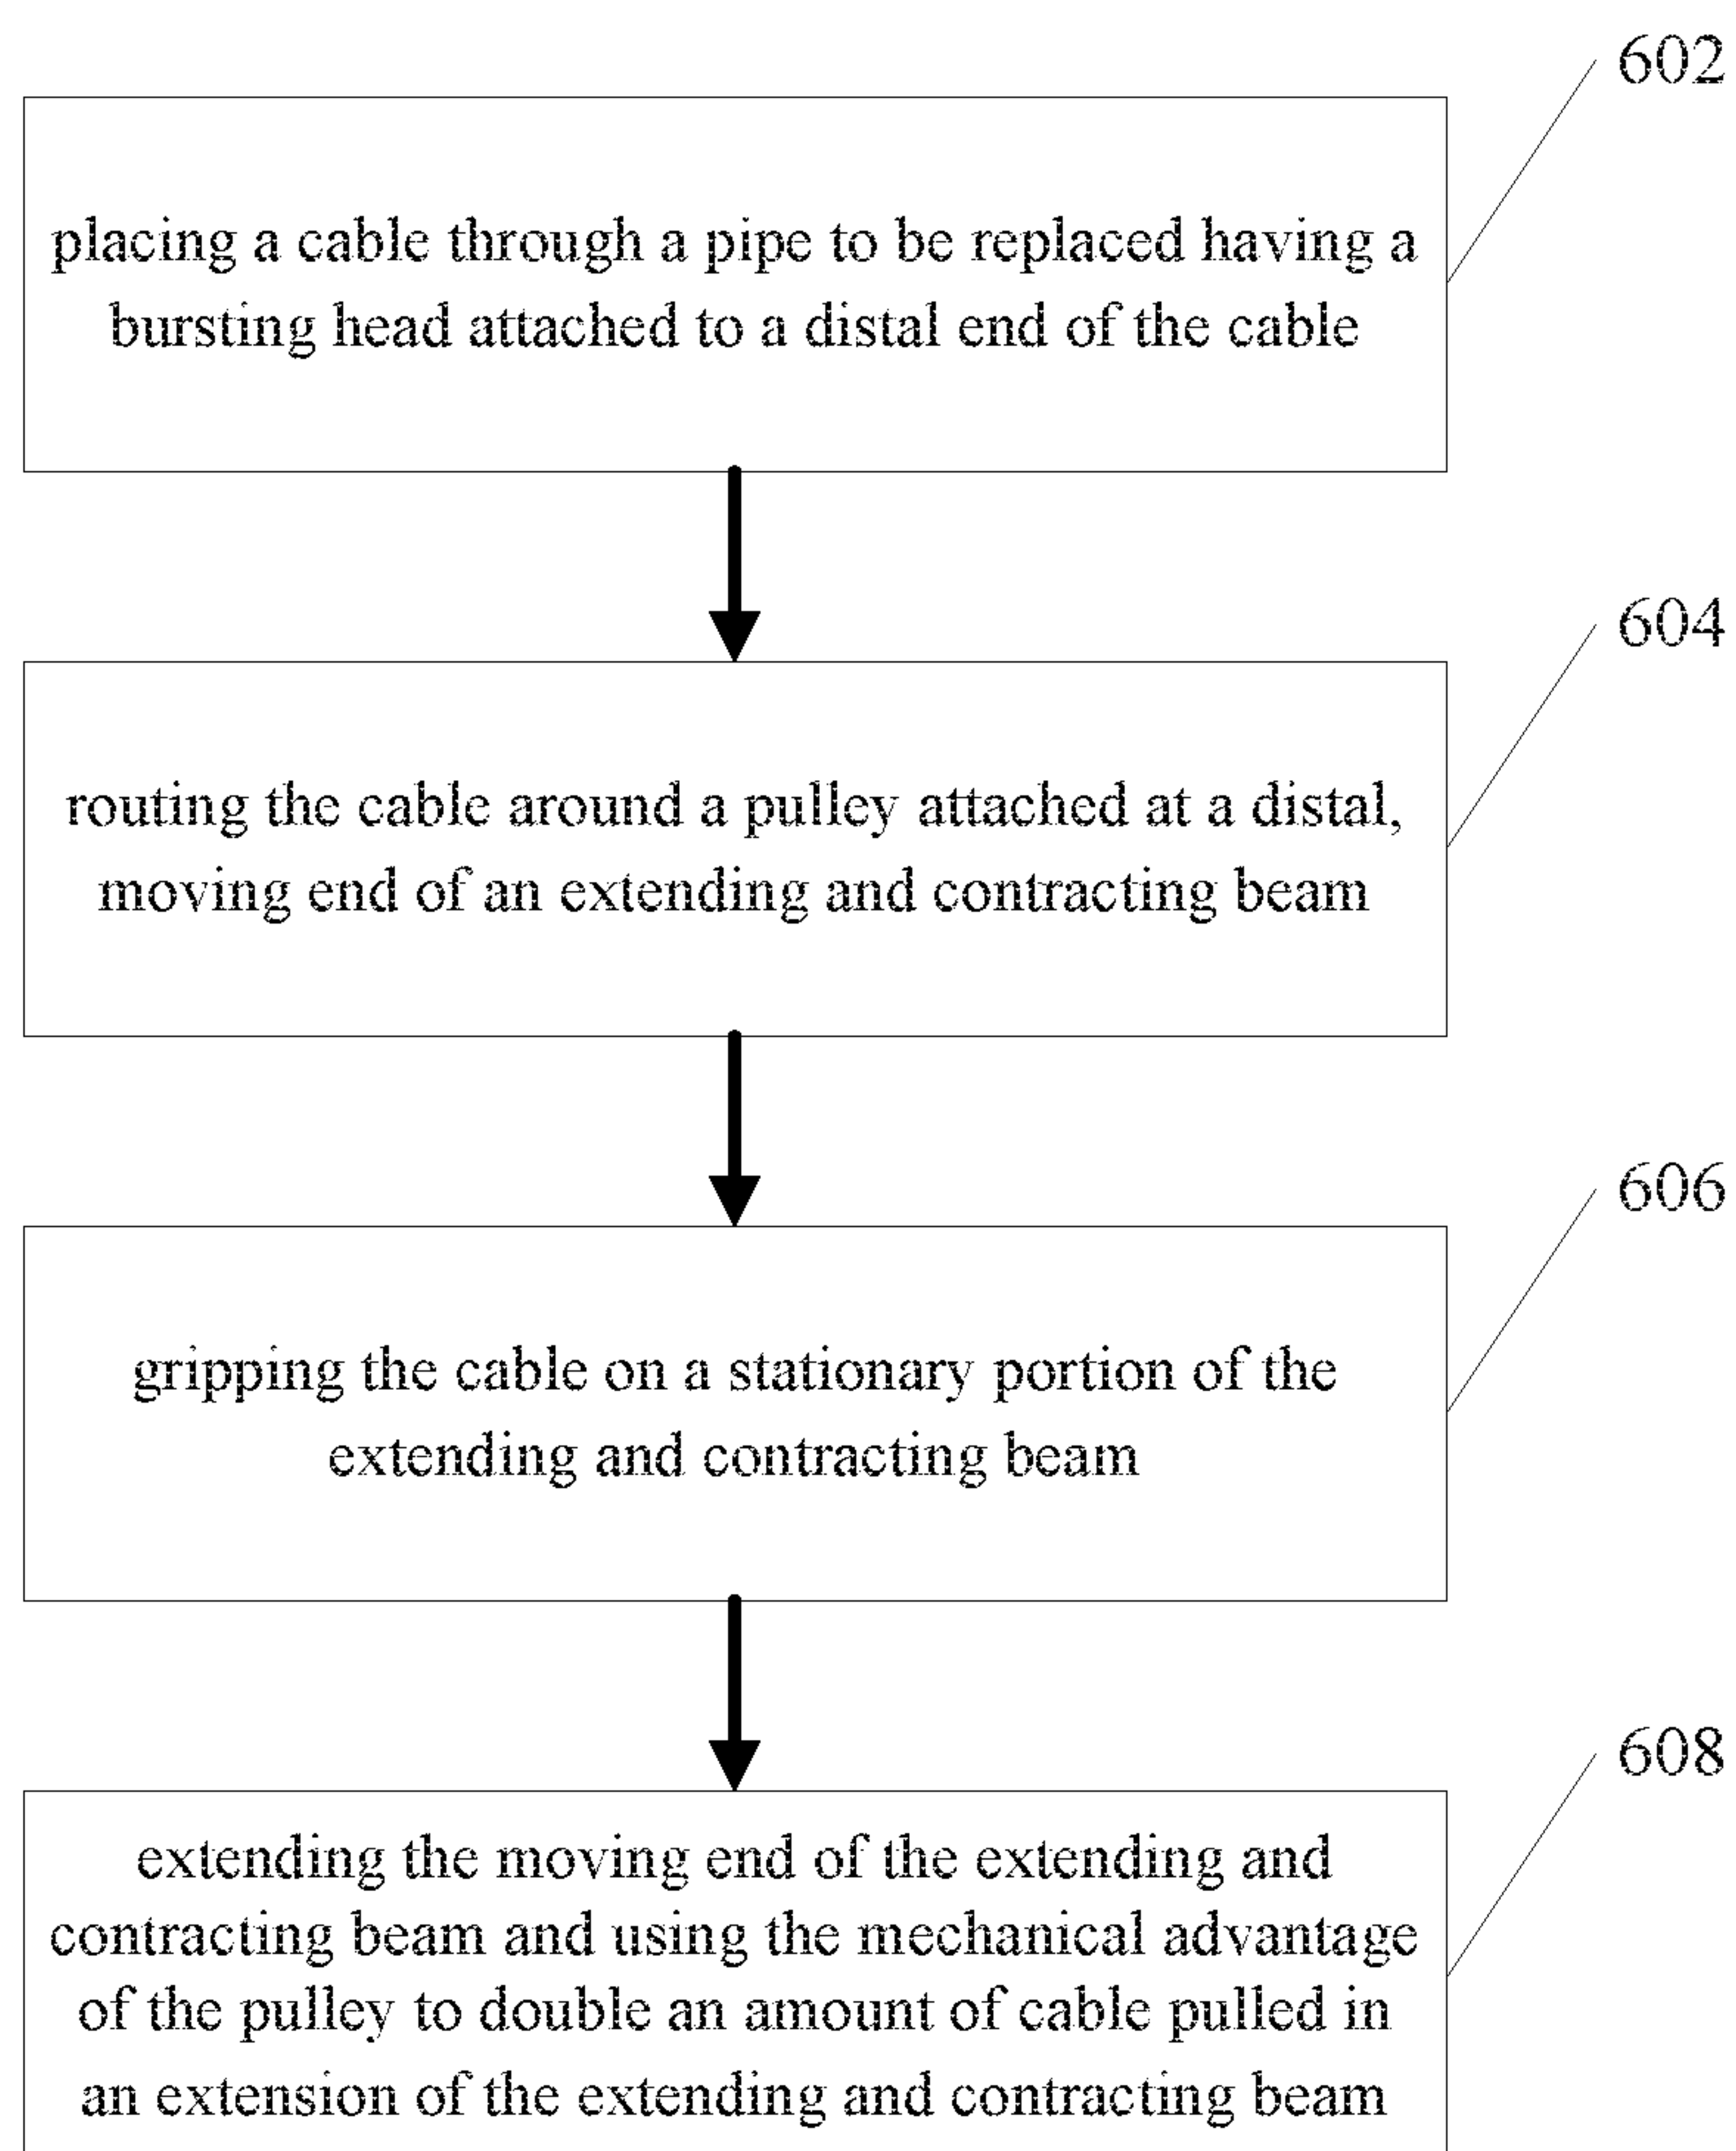 602
placing a cable through a pipe to be replaced having a
bursting head attached to a distal end of the cable
604
routing the cable around a pulley attached at a distal,
moving end of an extending and contracting beam
606
gripping the cable on a stationary portion of the
extending and contracting beam
608
extending the moving end of the extending and
contracting beam and using the mechanical advantage
of the pulley to double an amount of cable pulled in
an extension of the extending and contracting beam